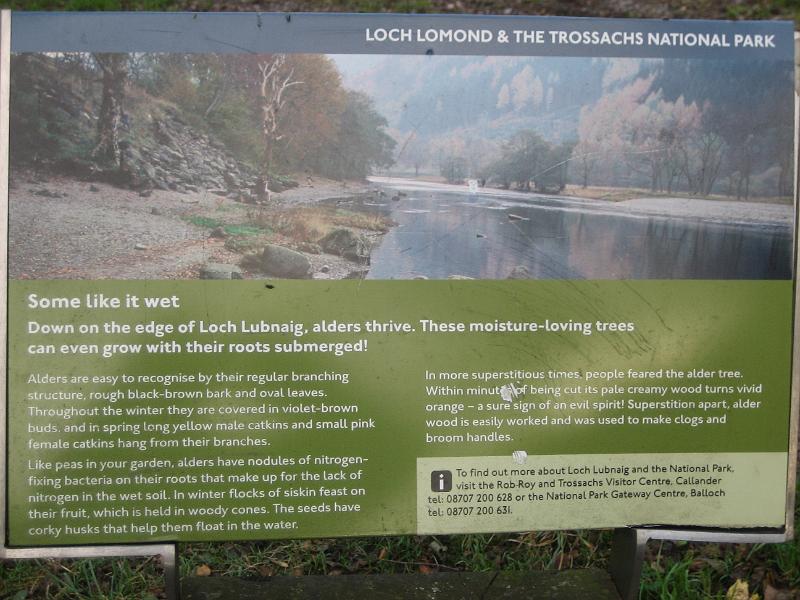 LOCH LOMOND & THE TROSSACHS NATIONAL PARK
Some like it wet
Down on the edge of Loch Lubnaig, alders thrive. These moisture-loving trees
can even grow with their roots submerged!
Alders are easy to recognise by their regular branching
structure, rough black-brown bark and oval leaves.
Throughout the winter they are covered in violet-brown
buds, and in spring long yellow male catkins and small pink
female catkins hang from their branches.
Like peas in your garden, alders have nodules of nitrogen-
fixing bacteria on their roots that make up for the lack of
nitrogen in the wet soil. In winter flocks of siskin feast on
their fruit, which is held in woody cones. The seeds have
corky husks that help them float in the water.
In more superstitious times, people feared the alder tree.
Within minutes of being cut its pale creamy wood turns vivid
orange – a sure sign of an evil spirit! Superstition apart, alder
wood is easily worked and was used to make clogs and
broom handles.
i To find out more about Loch Lubnaig and the National Park,
visit the Rob-Roy and Trossachs Visitor Centre, Callander
tel: 08707 200 628 or the National Park Gateway Centre, Balloch
tel: 08707 200 631.